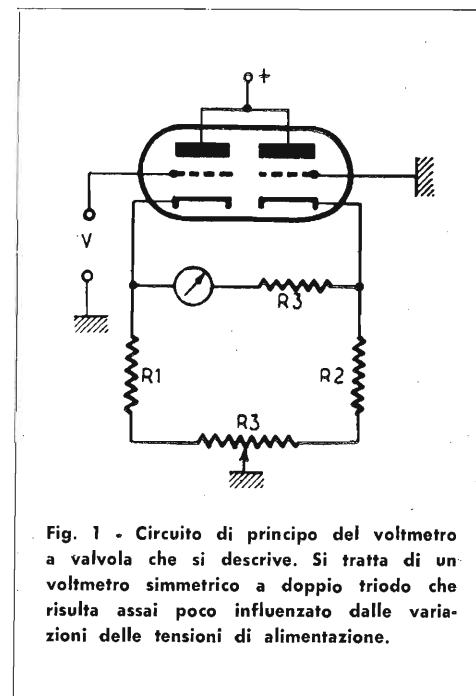 +
V
R3
R1
R2
R3
Fig. 1 - Circuito di principo del voltmetro
a valvola che si descrive. Si tratta di un
voltmetro simmetrico a doppio triodo che
risulta assai poco influenzato dalle varia-
zioni delle tensioni di alimentazione.